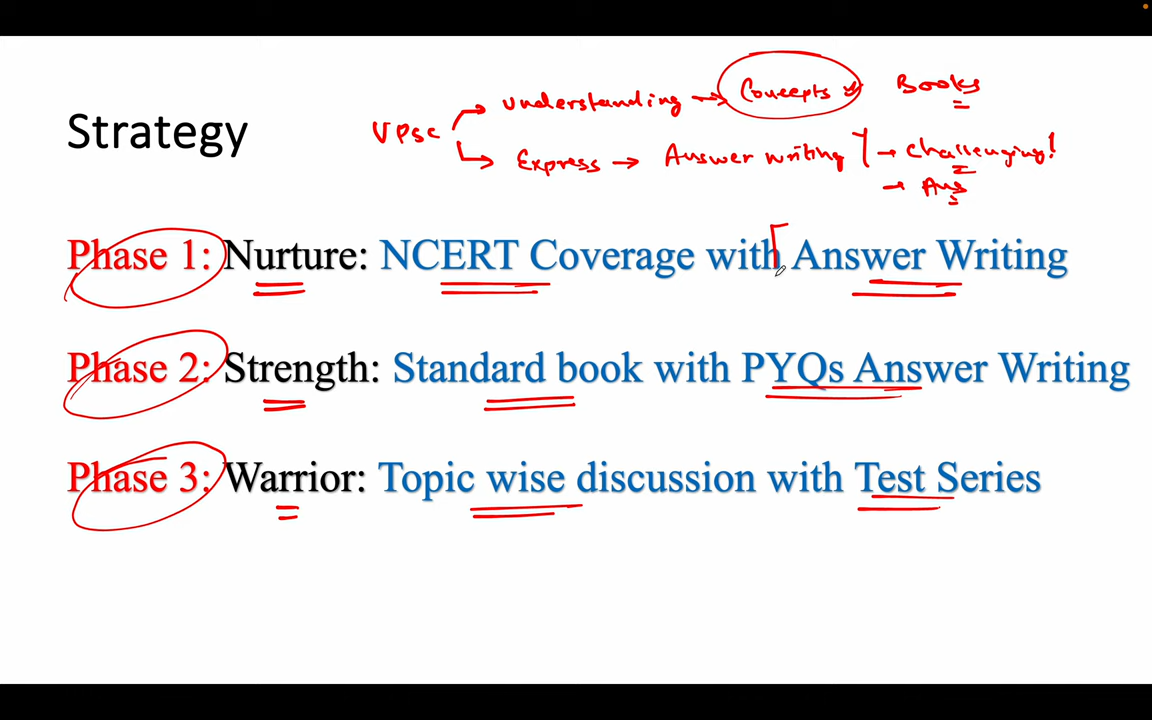 understanding → Concepts Books
Strategy
UPSC
Express → Answer writing → challenging!
→ Ans
Phase 1: Nurture: NCERT Coverage with Answer Writing
Phase 2: Strength: Standard book with PYQs Answer Writing
Phase 3: Warrior: Topic wise discussion with Test Series